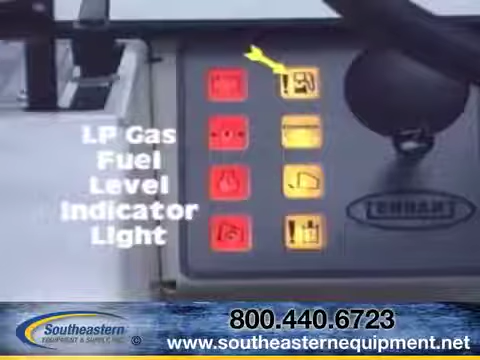 LP Gas
Fuel
Level
Indicator
Light
TENNANT
Southeastern
EQUIPMENT & SUPPLY, INC.
©
800.440.6723
www.southeasternequipment.net